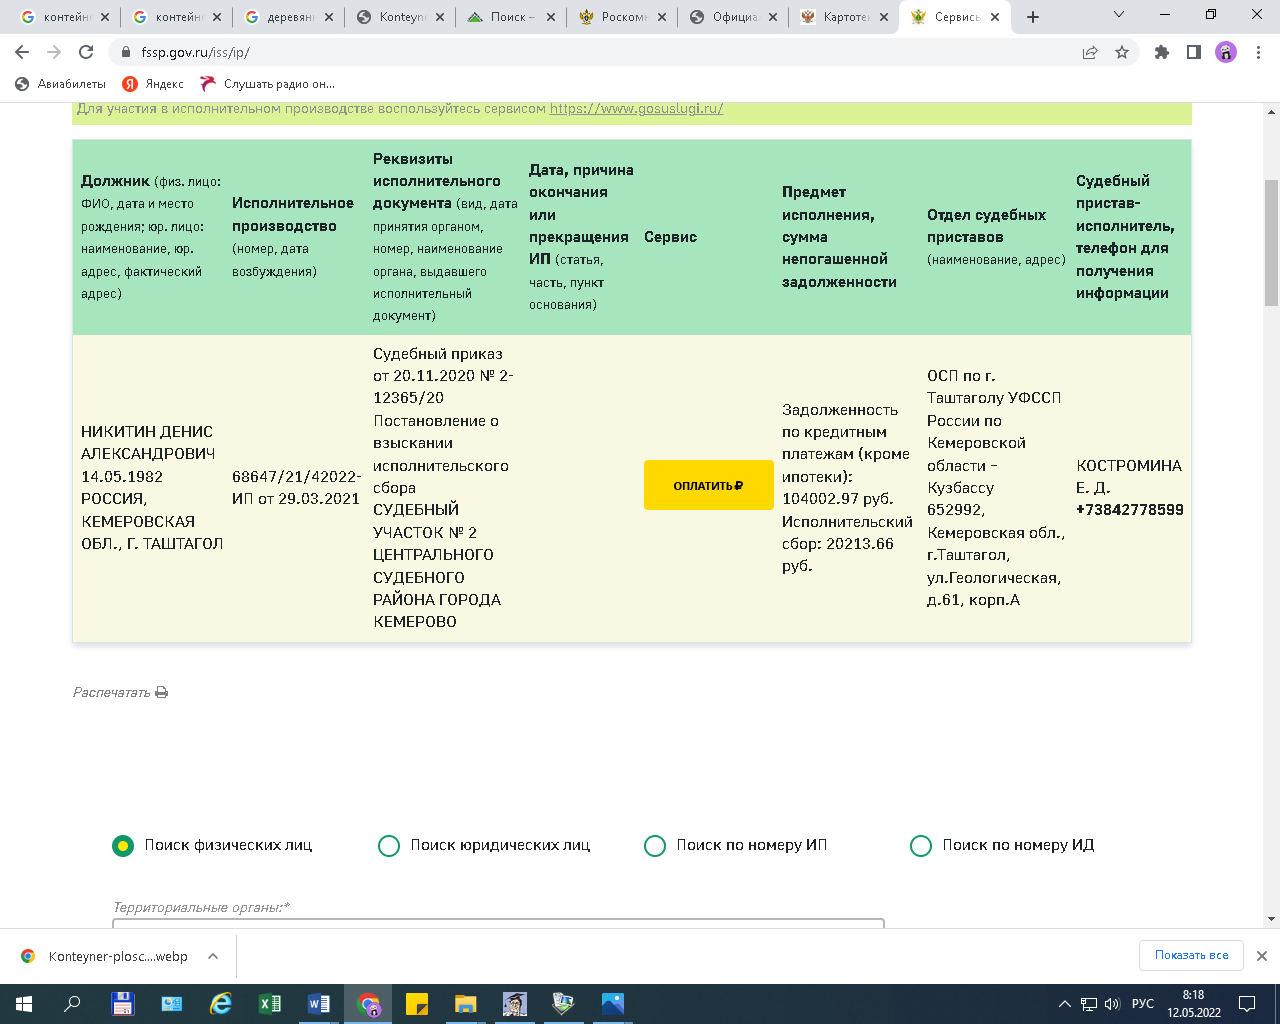 контейне
контейне
деревянн
Konteyne
Поиск –
Роскомн
Официа
Картотек
Сервисы
fssp.gov.ru/iss/ip/
Авиабилеты
Яндекс
Слушать радио он...
Для участия в исполнительном производстве воспользуйтесь сервисом https://www.gosuslugi.ru/
Должник (физ. лицо:
ФИО, дата и место
рождения; юр. лицо:
наименование, юр.
адрес, фактический
адрес)
Исполнительное
производство
(номер, дата
возбуждения)
Реквизиты
исполнительного
документа (вид, дата
принятия органом,
номер, наименование
органа, выдавшего
исполнительный
документ)
Дата, причина
окончания
или
прекращения
ИП (статья,
часть, пункт
основания)
Сервис
Предмет
исполнения,
сумма
непогашенной
задолженности
Отдел судебных
приставов
(наименование, адрес)
Судебный
пристав-
исполнитель,
телефон для
получения
информации
НИКИТИН ДЕНИС
АЛЕКСАНДРОВИЧ
14.05.1982
РОССИЯ,
КЕМЕРОВСКАЯ
ОБЛ., Г. ТАШТАГОЛ
68647/21/42022-
ИП от 29.03.2021
Судебный приказ
от 20.11.2020 № 2-
12365/20
Постановление о
взыскании
исполнительского
сбора
СУДЕБНЫЙ
УЧАСТОК № 2
ЦЕНТРАЛЬНОГО
СУДЕБНОГО
РАЙОНА ГОРОДА
КЕМЕРОВО
ОПЛАТИТЬ ₽
Задолженность
по кредитным
платежам (кроме
ипотеки):
104002.97 руб.
Исполнительский
сбор: 20213.66
руб.
ОСП по г.
Таштаголу УФССП
России по
Кемеровской
области –
Кузбассу
652992,
Кемеровская обл.,
г.Таштагол,
ул.Геологическая,
д.61, корп.А
КОСТРОМИНА
Е. Д.
+73842778599
Распечатать
Поиск физических лиц
Поиск юридических лиц
Поиск по номеру ИП
Поиск по номеру ИД
Территориальные органы:*
Konteyner-plosc....webp
Показать все
РУС
8:18
12.05.2022